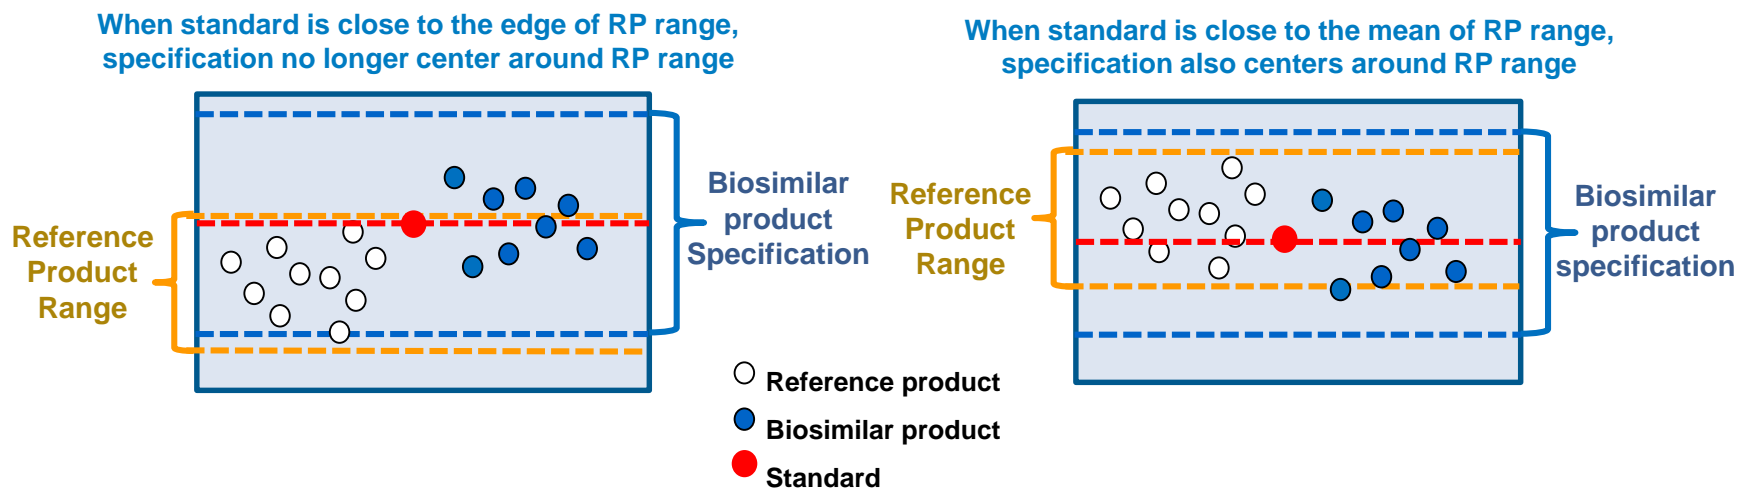 When standard is close to the edge of RP range,
specification no longer center around RP range
Reference
Product
Range
Biosimilar
product
Specification
When standard is close to the mean of RP range,
specification also centers around RP range
Reference
Product
Range
Biosimilar
product
specification
Reference product
Biosimilar product
Standard